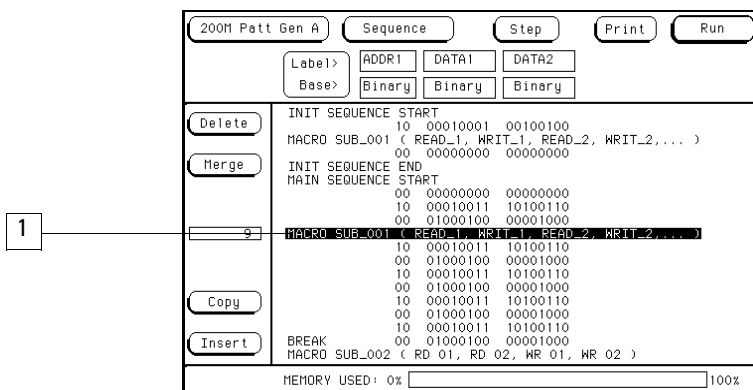 200M Patt Gen A Sequence Step Print Run
Label> ADDR1 DATA1 DATA2
Base> Binary Binary Binary
INIT SEQUENCE START
Delete
10 00010001 00100100
MACRO SUB_001 ( READ_1, WRIT_1, READ_2, WRIT_2,... )
00 00000000 00000000
Merge
INIT SEQUENCE END
MAIN SEQUENCE START
00 00000000 00000000
10 00010011 10100110
00 01000100 00001000
1
9 MACRO SUB_001 ( READ_1, WRIT_1, READ_2, WRIT_2,... )
10 00010011 10100110
00 01000100 00001000
10 00010011 10100110
00 01000100 00001000
Copy
10 00010011 10100110
00 01000100 00001000
10 00010011 10100110
Insert
BREAK 00 01000100 00001000
MACRO SUB_002 ( RD 01, RD 02, WR 01, WR 02 )
MEMORY USED: 0% 100%